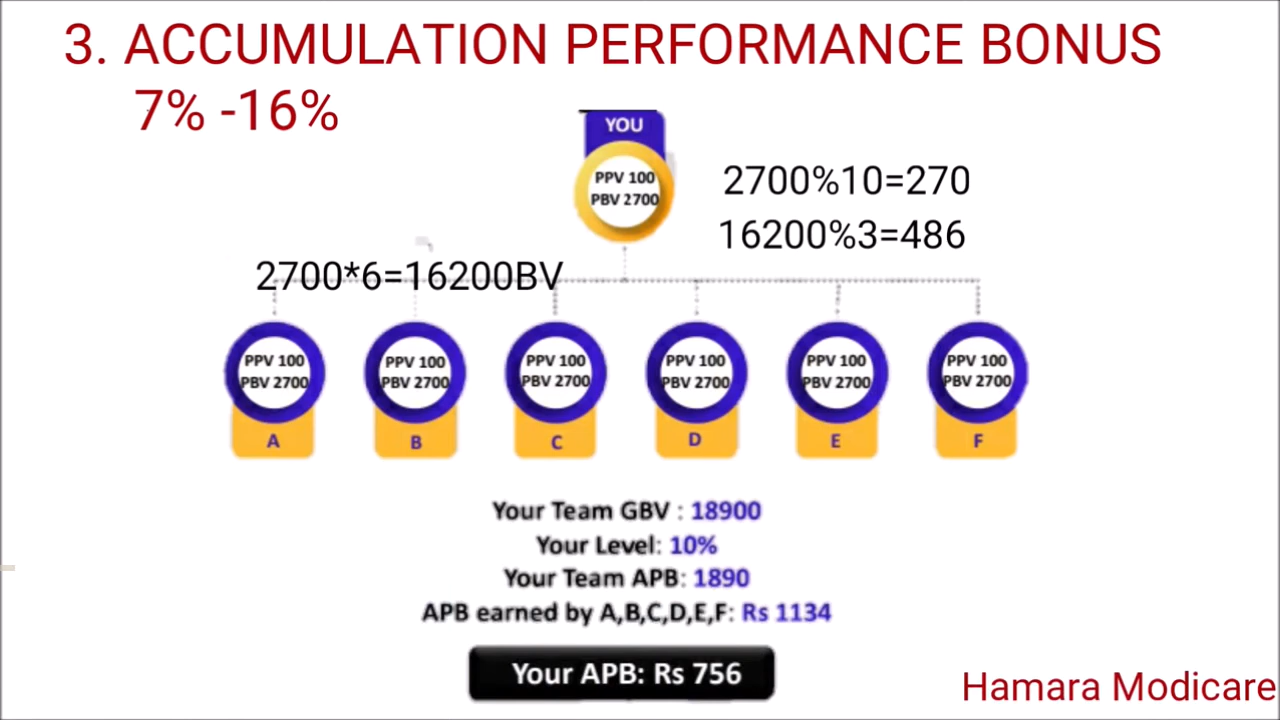 3. ACCUMULATION PERFORMANCE BONUS
7% -16%
YOU
PPV 100
PBV 2700
2700%10=270
16200%3=486
2700*6=16200BV
PPV 100
PBV 2700
A
PPV 100
PBV 2700
B
PPV 100
PBV 2700
C
PPV 100
PBV 2700
D
PPV 100
PBV 2700
E
PPV 100
PBV 2700
F
Your Team GBV : 18900
Your Level: 10%
Your Team APB: 1890
APB earned by A,B,C,D,E,F: Rs 1134
Your APB: Rs 756
Hamara Modicare